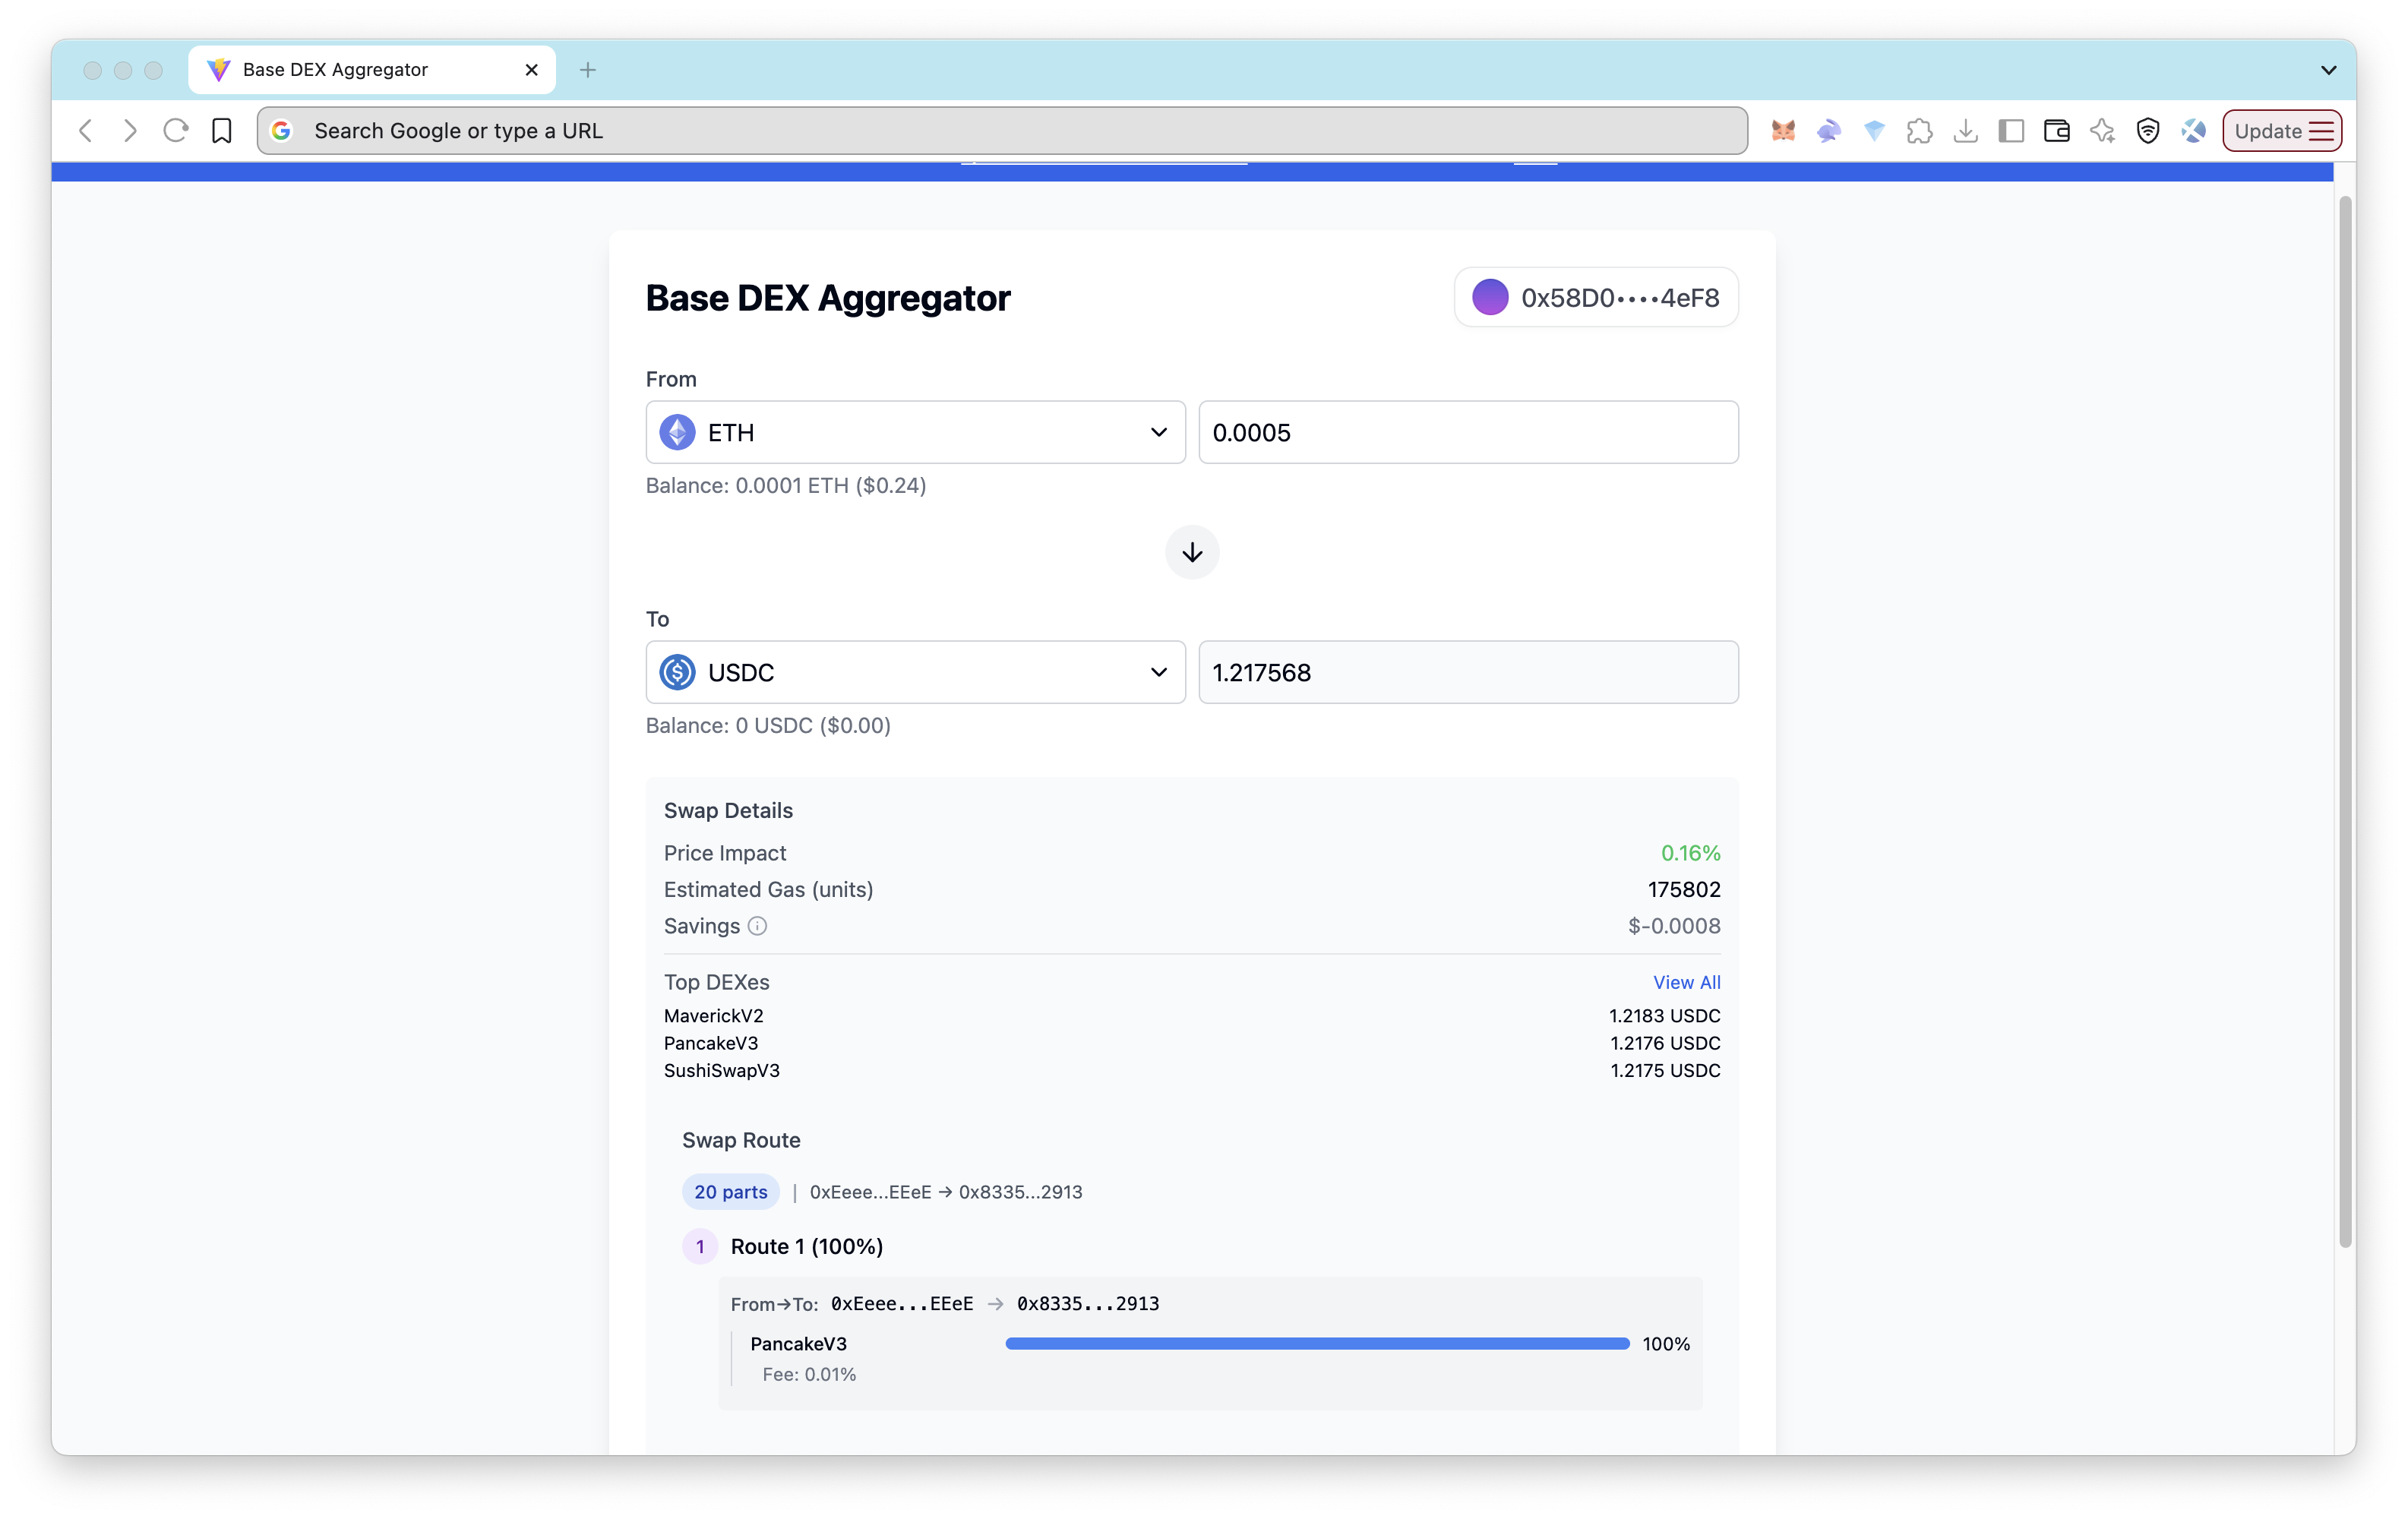 Base DEX Aggregator
Search Google or type a URL
Update
Base DEX Aggregator
0x58D0••••4eF8
From
ETH
0.0005
Balance: 0.0001 ETH ($0.24)
To
USDC
1.217568
Balance: 0 USDC ($0.00)
Swap Details
Price Impact 0.16%
Estimated Gas (units) 175802
Savings $-0.0008
Top DEXes View All
MaverickV2 1.2183 USDC
PancakeV3 1.2176 USDC
SushiSwapV3 1.2175 USDC
Swap Route
20 parts | 0xEeee...EEeE → 0x8335...2913
1 Route 1 (100%)
From→To: 0xEeee...EEeE → 0x8335...2913
PancakeV3 100%
Fee: 0.01%